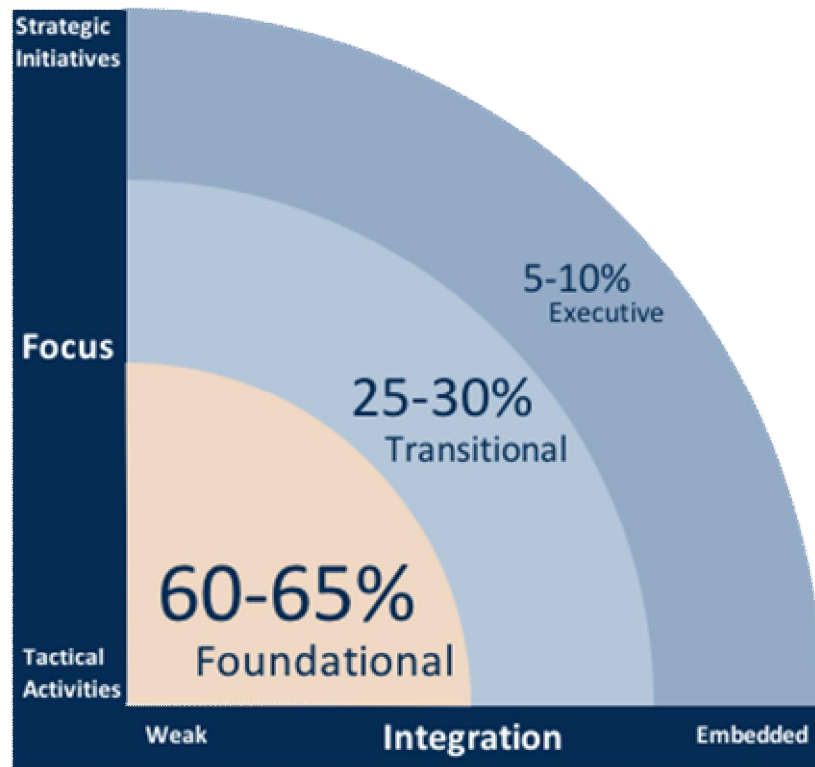 Strategic
Initiatives
5-10%
Executive
Focus
25-30%
Transitional
60-65%
Foundational
Tactical
Activities
Weak
Integration
Embedded